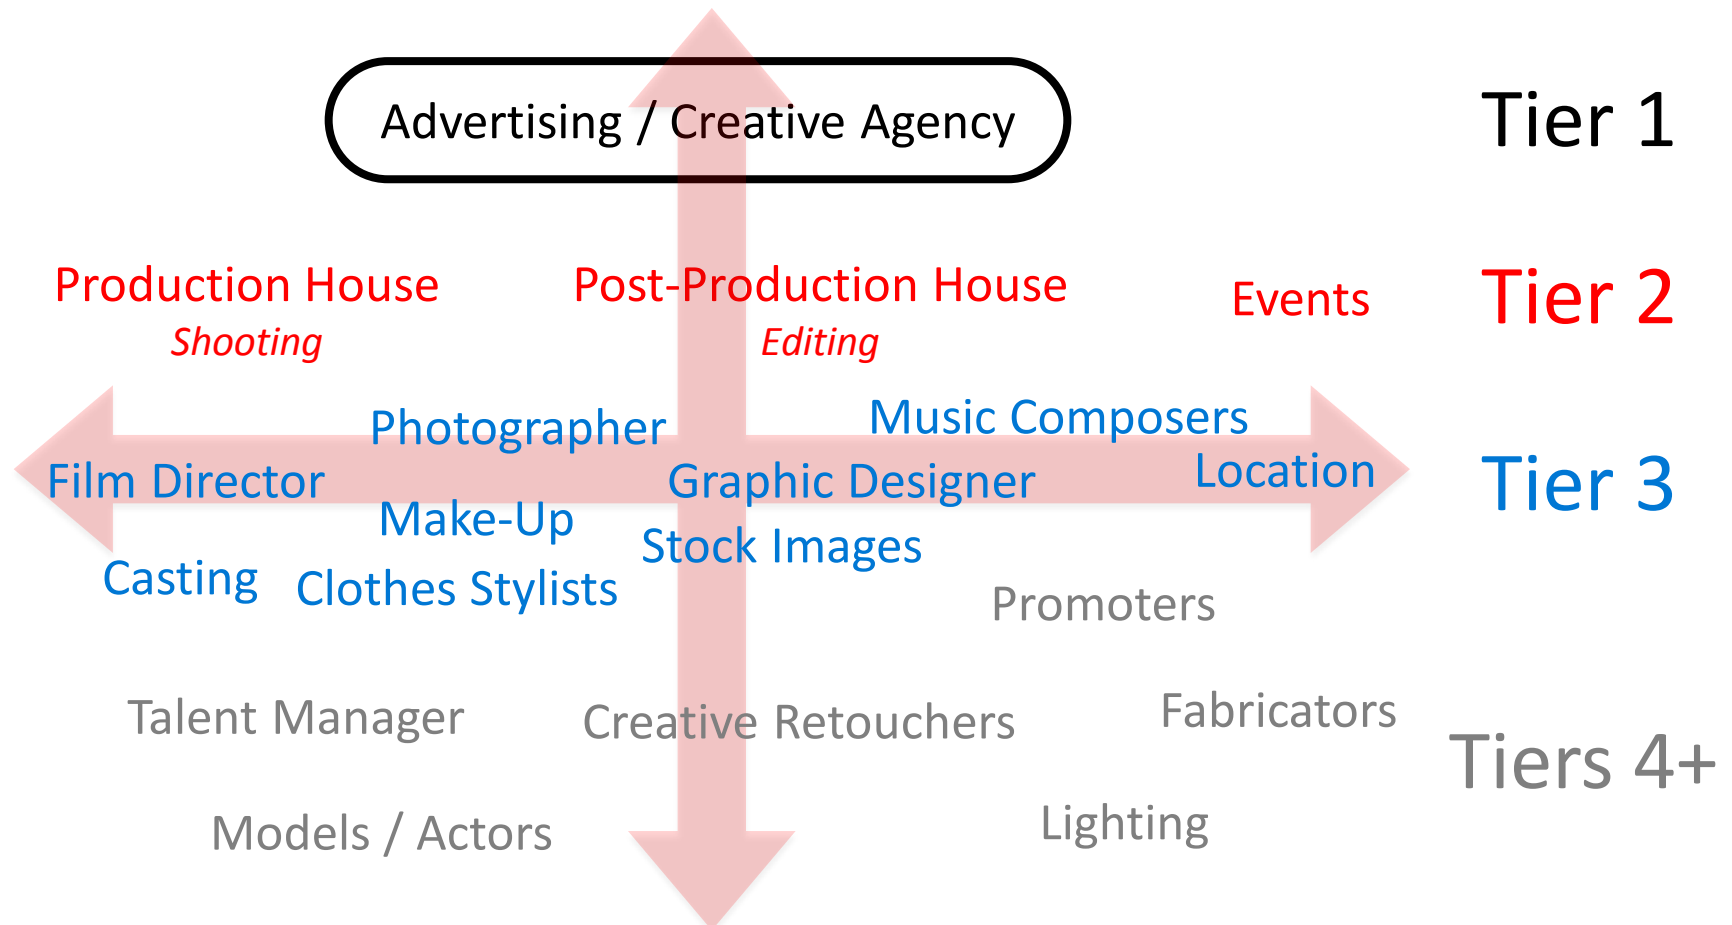 Advertising / Creative Agency
Tier 1
Production House
Shooting
Post-Production House
Editing
Events
Tier 2
Photographer
Music Composers
Film Director
Graphic Designer
Location
Tier 3
Make-Up
Stock Images
Casting
Clothes Stylists
Promoters
Talent Manager
Creative Retouchers
Fabricators
Tiers 4+
Models / Actors
Lighting